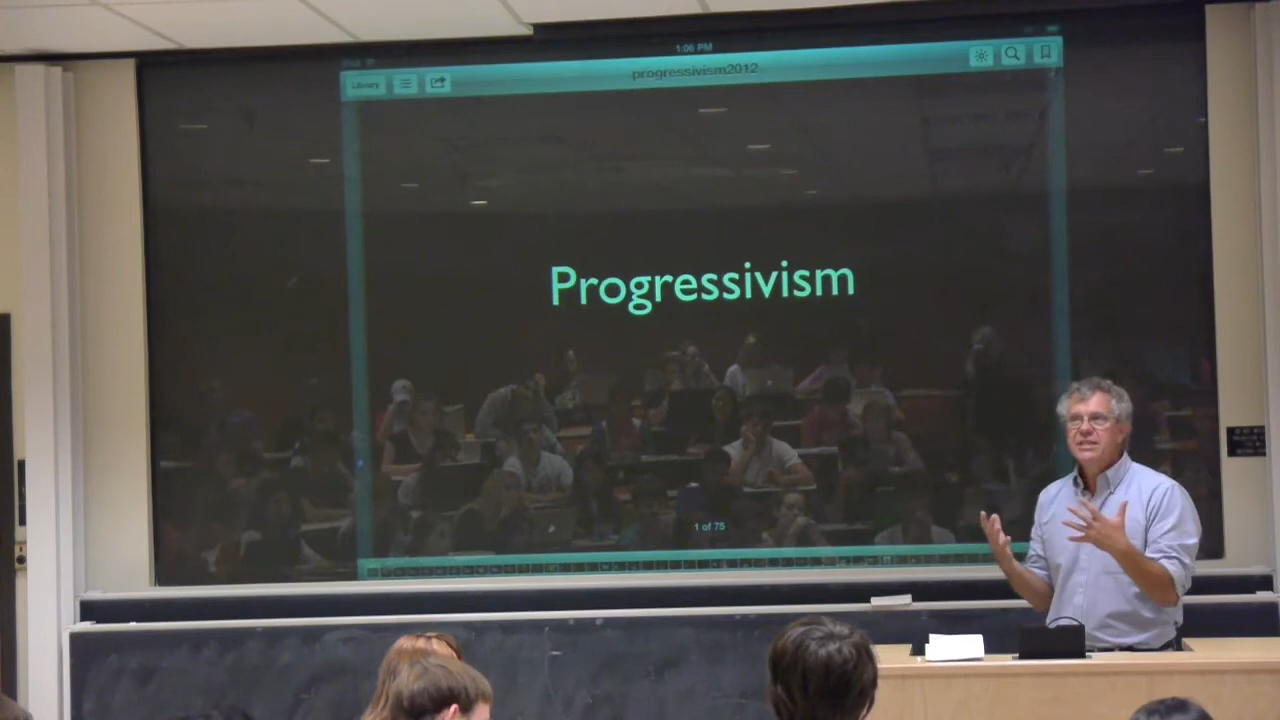 1:06 PM
Library
progressivism2012
Progressivism
1 of 75